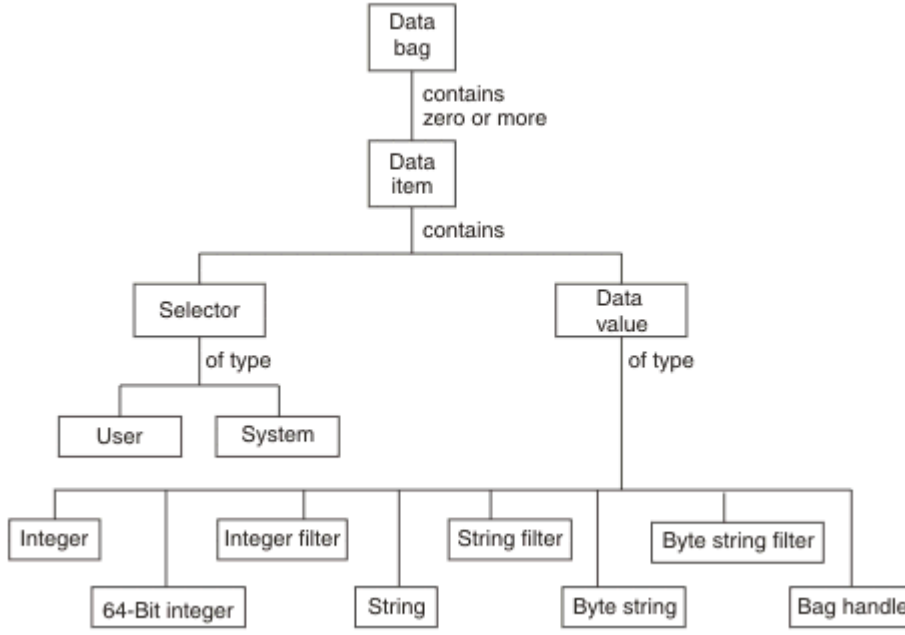 Data
bag
contains
zero or more
Data
item
contains
Selector
Data
value
of type
of type
User
System
Integer
Integer filter
String filter
Byte string filter
64-Bit integer
String
Byte string
Bag handle